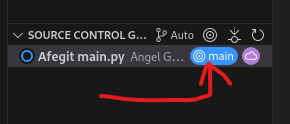 SOURCE CONTROL G... Auto
Afegit main.py Angel G... main